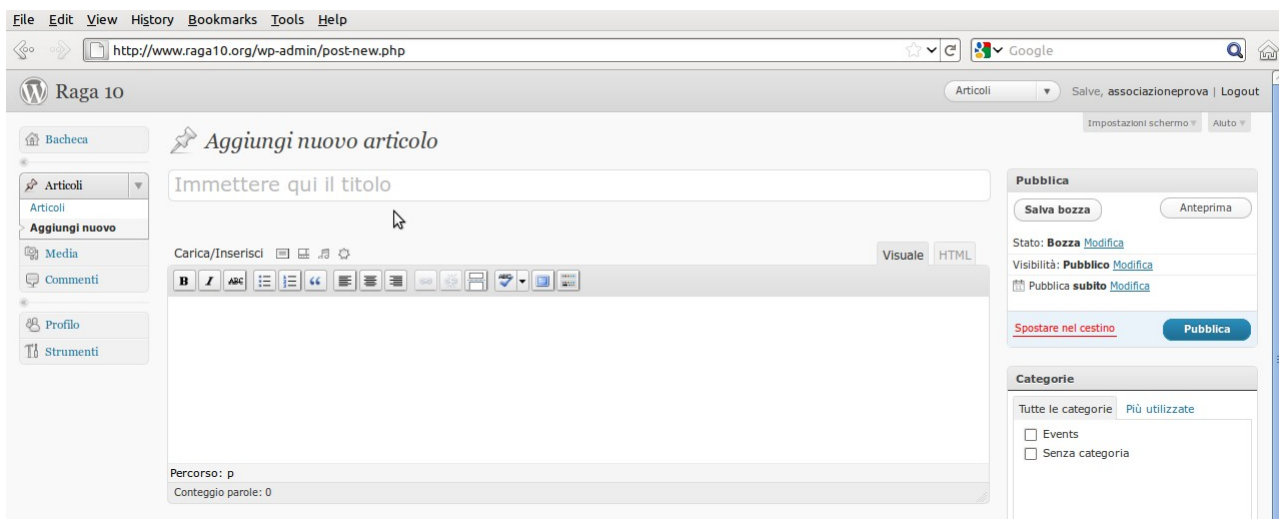 File Edit View History Bookmarks Tools Help
http://www.raga10.org/wp-admin/post-new.php
Google
Raga 10
Articoli
Salve, associazioneprova | Logout
Impostazioni schermo
Aiuto
Bacheca
Articoli
Articoli
Aggiungi nuovo
Media
Commenti
Profilo
Strumenti
Aggiungi nuovo articolo
Immettere qui il titolo
Carica/Inserisci
Visuale HTML
B I ABC
Percorso: p
Conteggio parole: 0
Pubblica
Salva bozza Anteprima
Stato: Bozza Modifica
Visibilità: Pubblico Modifica
Pubblica subito Modifica
Spostare nel cestino Pubblica
Categorie
Tutte le categorie Più utilizzate
Events
Senza categoria